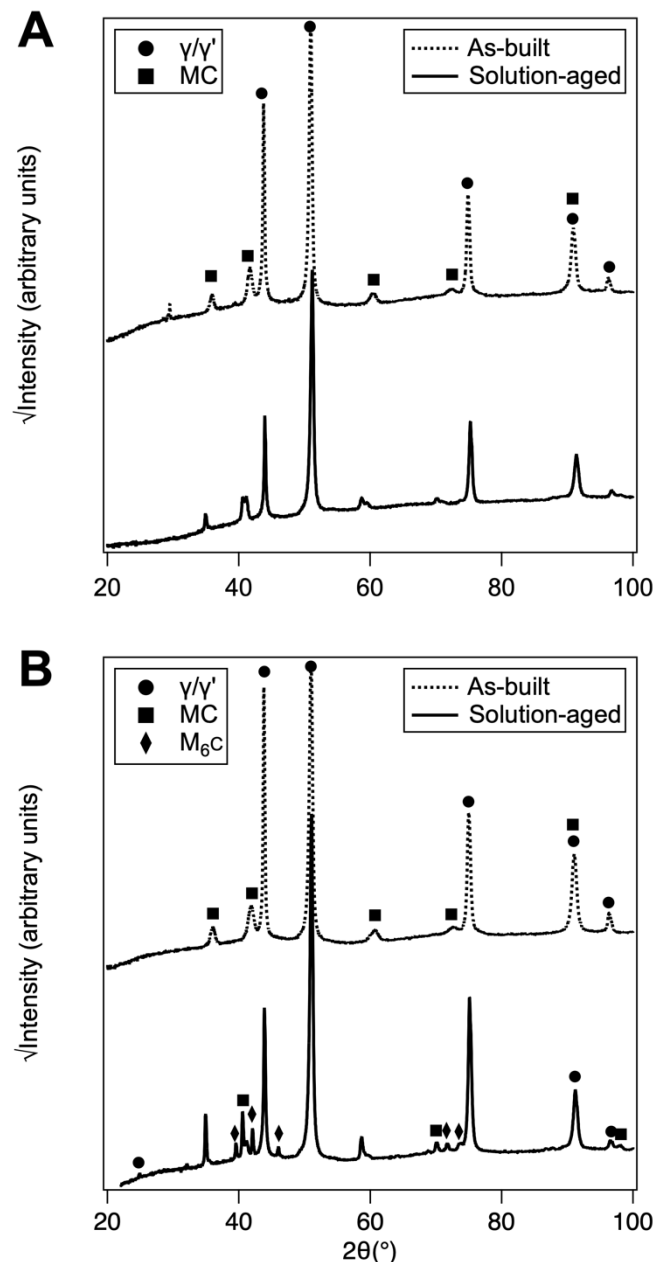 A
γ/γ'
MC
As-built
Solution-aged
√Intensity (arbitrary units)
20 40 60 80 100
B
γ/γ'
MC
M₆C
As-built
Solution-aged
√Intensity (arbitrary units)
20 40 60 80 100
2θ(°)